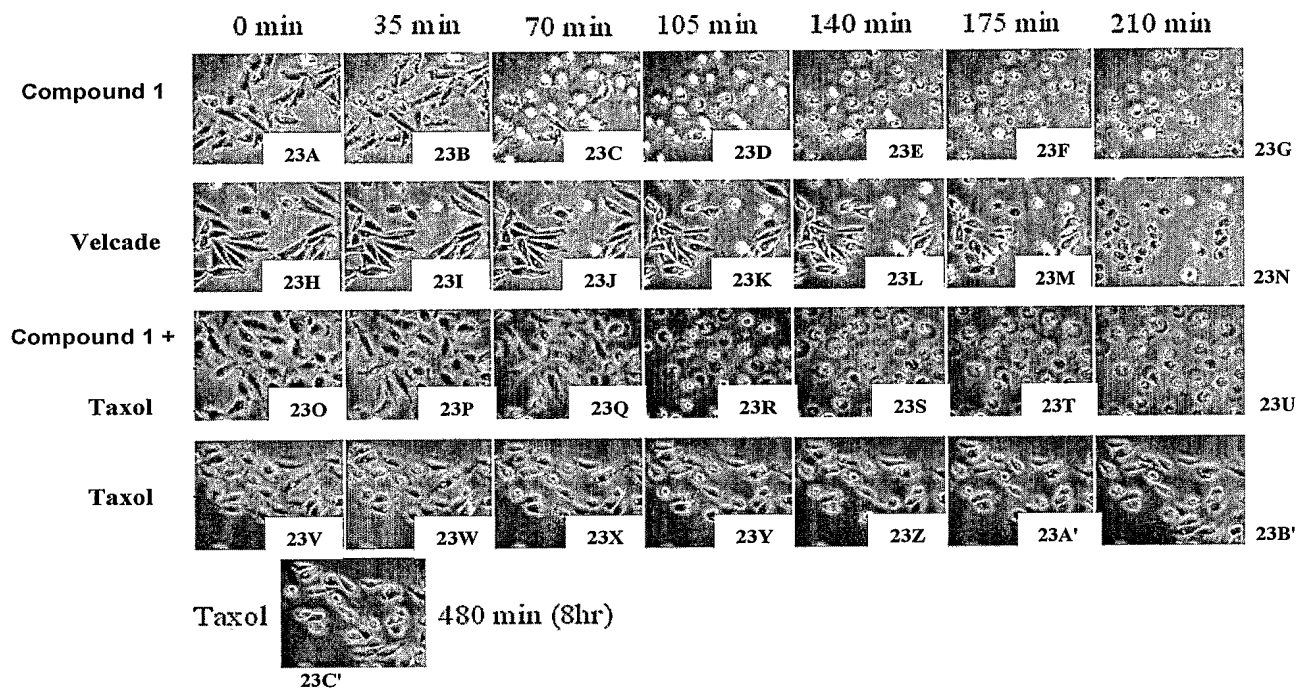 0 min 35 min 70 min 105 min 140 min 175 min 210 min
Compound 1
23A 23B 23C 23D 23E 23F 23G
Velcade
23H 23I 23J 23K 23L 23M 23N
Compound 1 +
Taxol
23O 23P 23Q 23R 23S 23T 23U
Taxol
23V 23W 23X 23Y 23Z 23A' 23B'
Taxol 480 min (8hr)
23C'